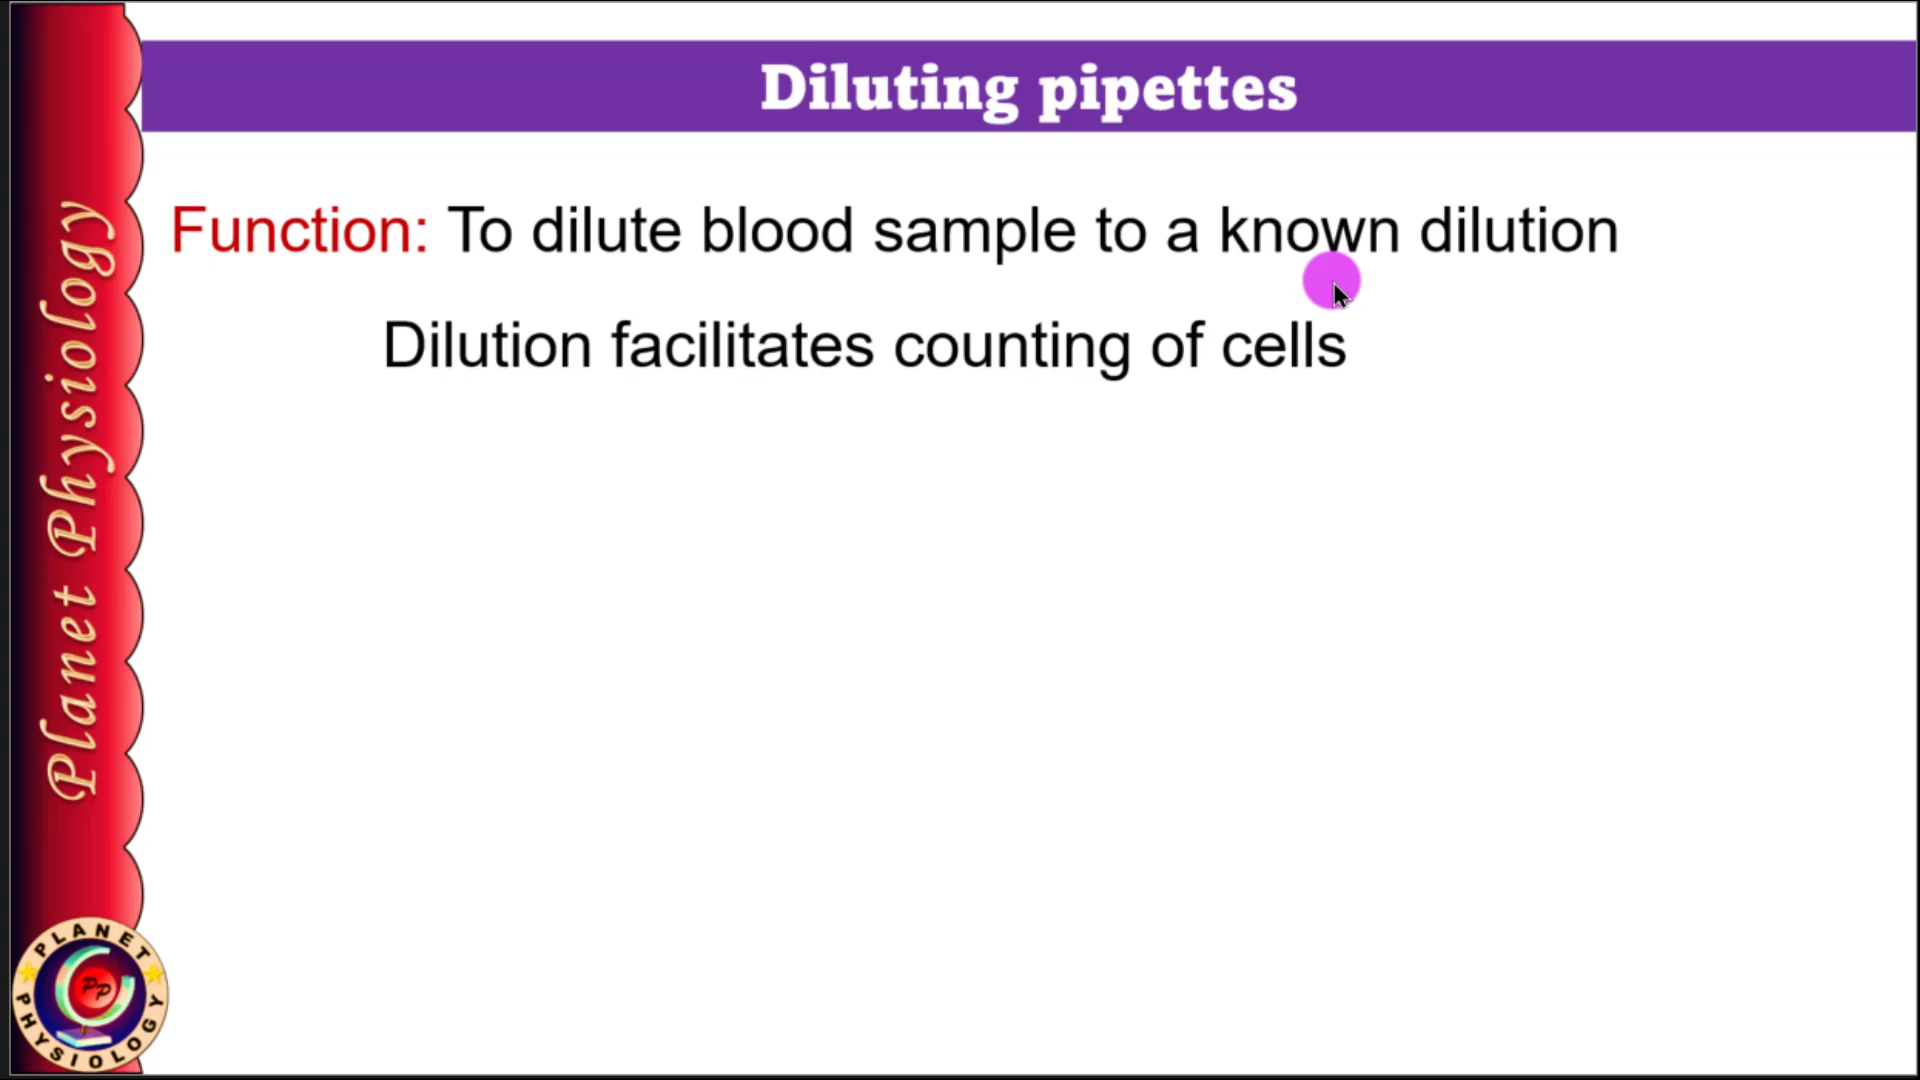 Diluting pipettes
Function: To dilute blood sample to a known dilution
Dilution facilitates counting of cells
Planet Physiology
PLANET
PP
PHYSIOLOGY